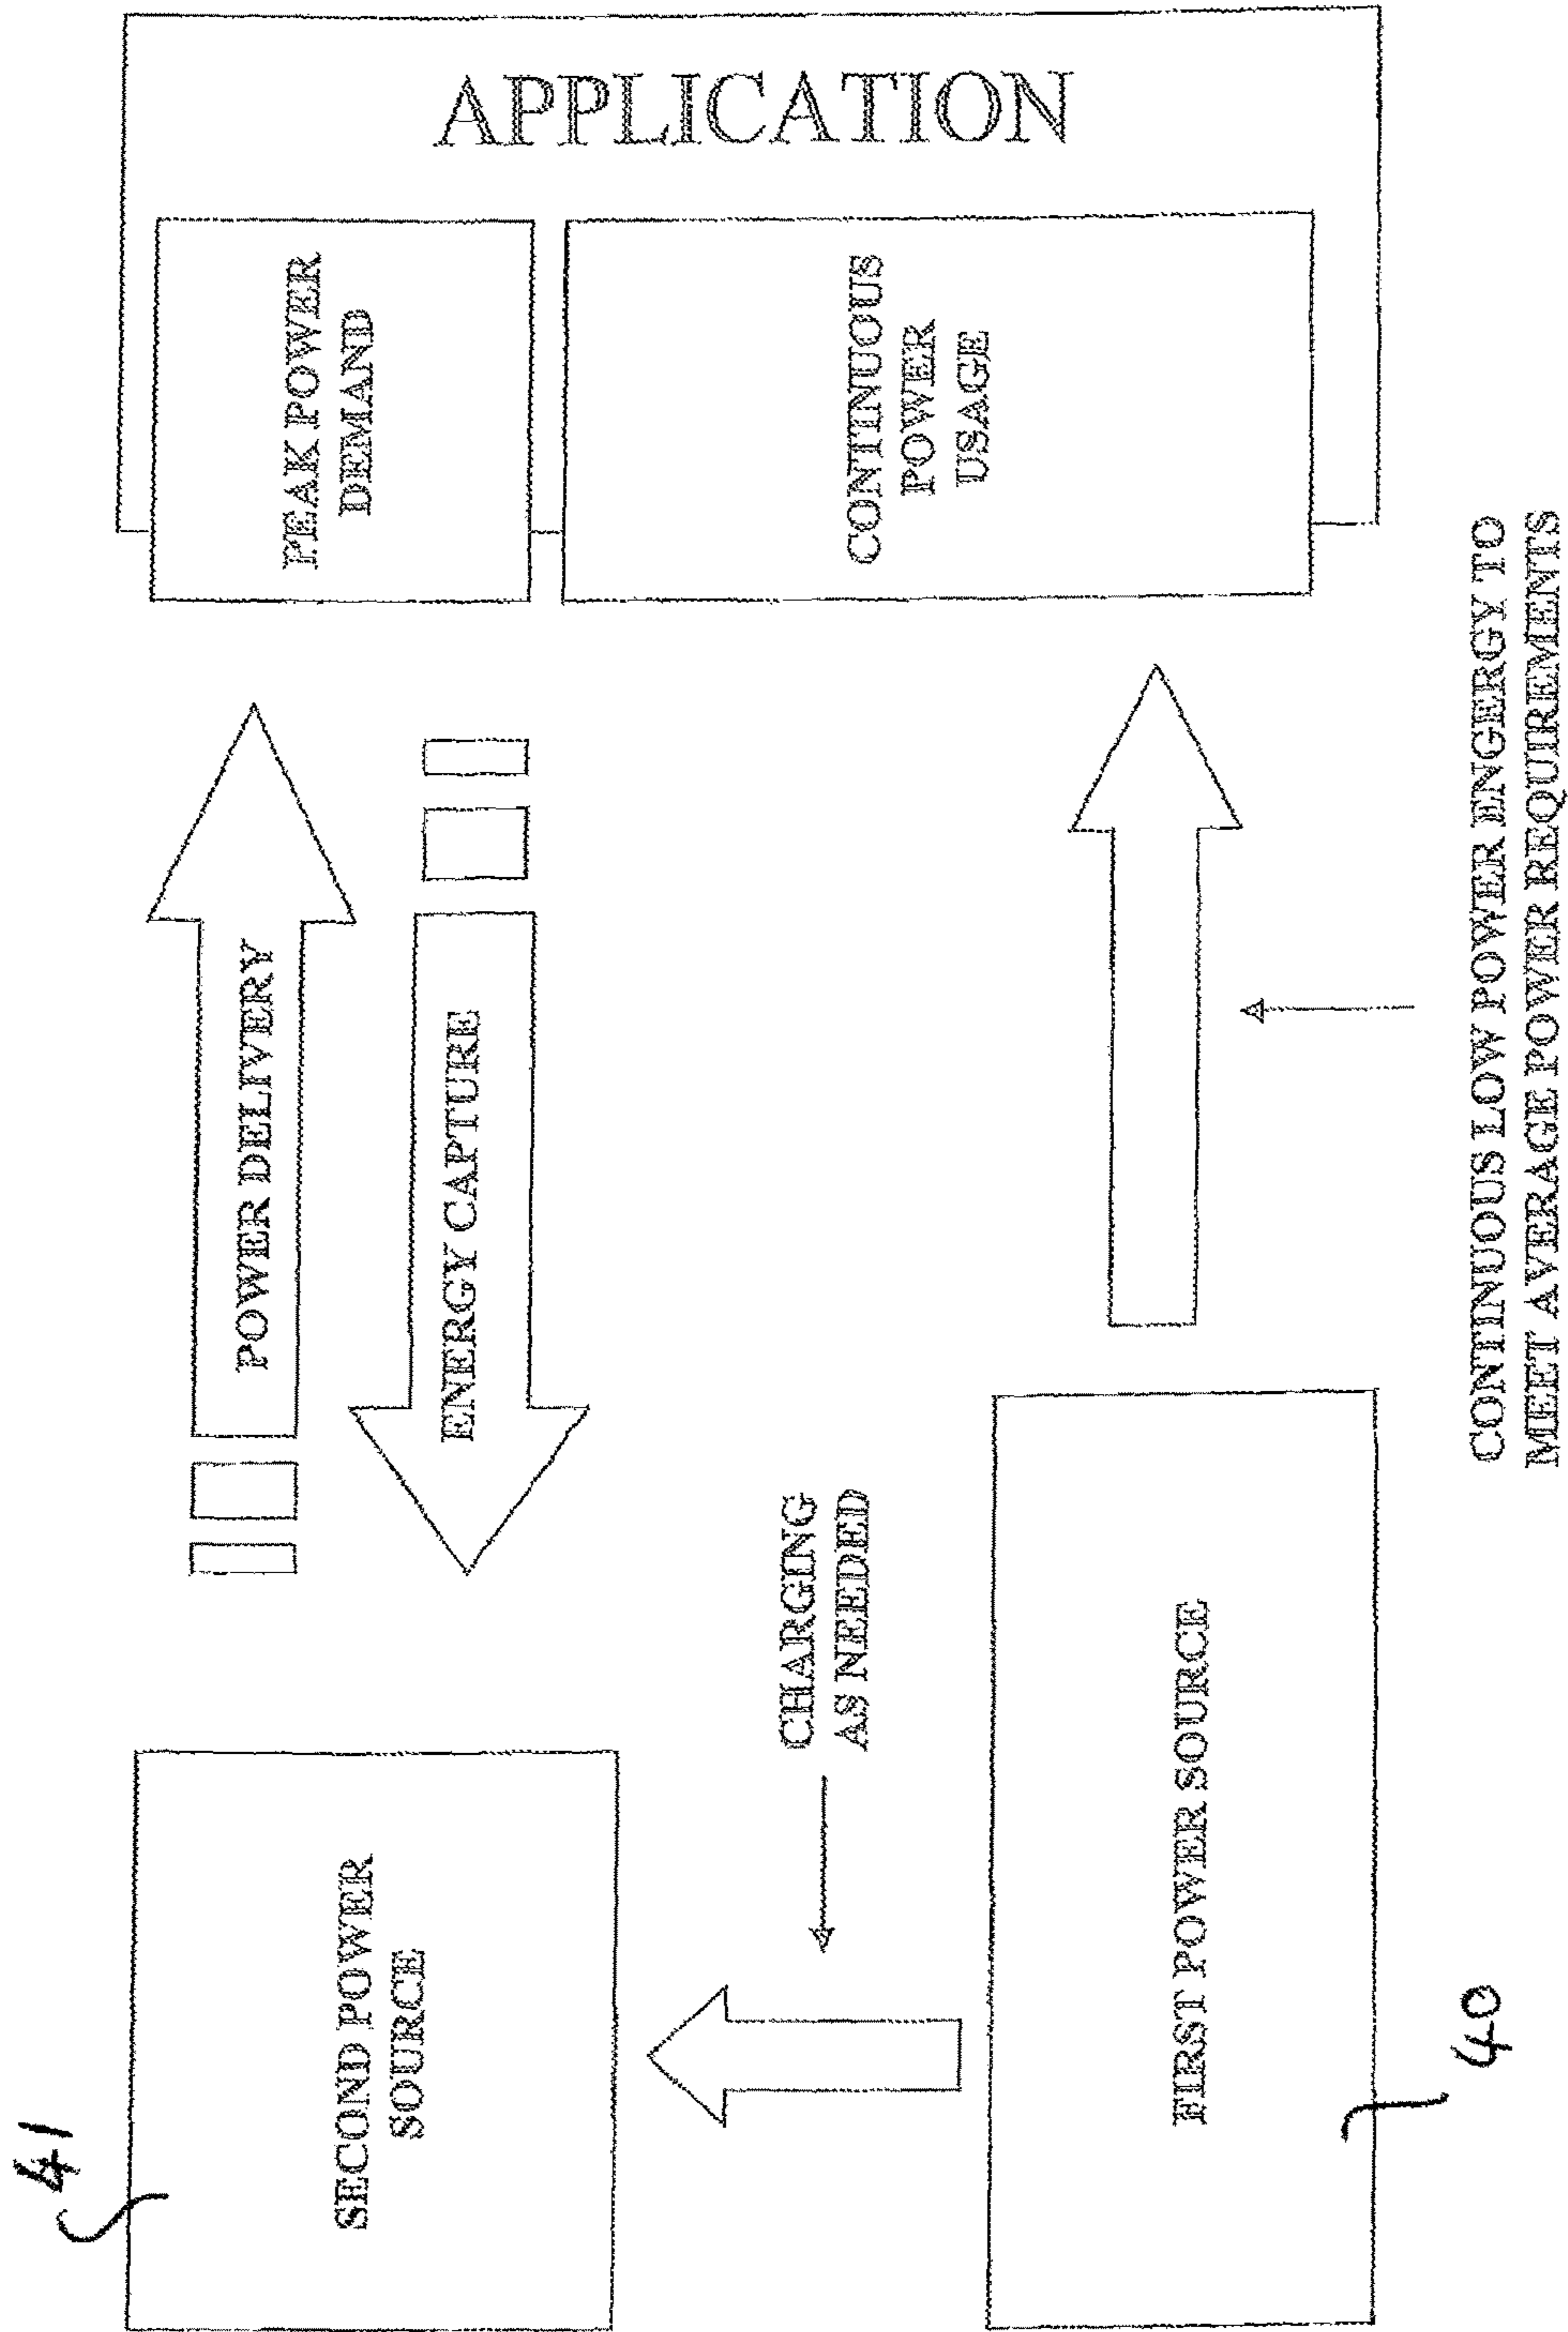 41
SECOND POWER
SOURCE
POWER DELIVERY
ENERGY CAPTURE
PEAK POWER
DEMAND
APPLICATION
CHARGING
AS NEEDED
FIRST POWER SOURCE
40
CONTINUOUS
POWER
USAGE
CONTINUOUS LOW POWER ENGERGY TO
MEET AVERAGE POWER REQUIREMENTS